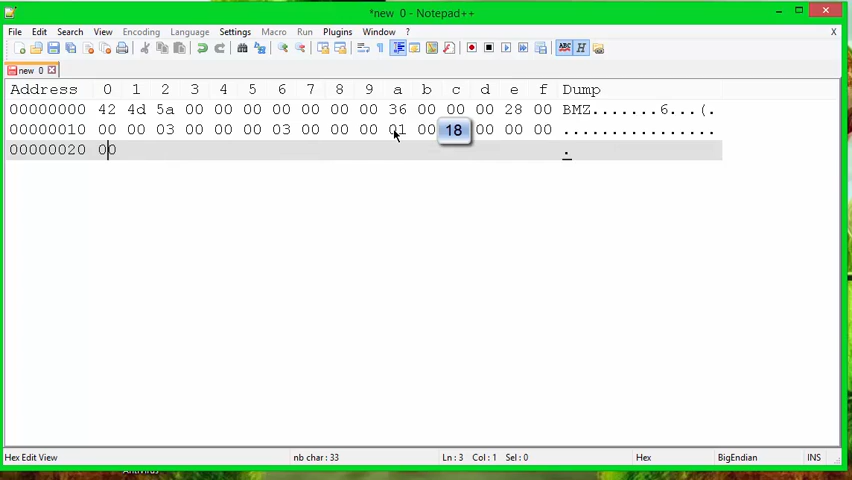 *new 0 - Notepad++
File Edit Search View Encoding Language Settings Macro Run Plugins Window ? X
new 0
Address 0 1 2 3 4 5 6 7 8 9 a b c d e f Dump
00000000 42 4d 5a 00 00 00 00 00 00 00 36 00 00 00 28 00 BMZ.......6...(.
00000010 00 00 03 00 00 00 03 00 00 00 01 00 18 00 00 00 ................
00000020 00 .
Hex Edit View nb char : 33 Ln : 3 Col : 1 Sel : 0 Hex BigEndian INS